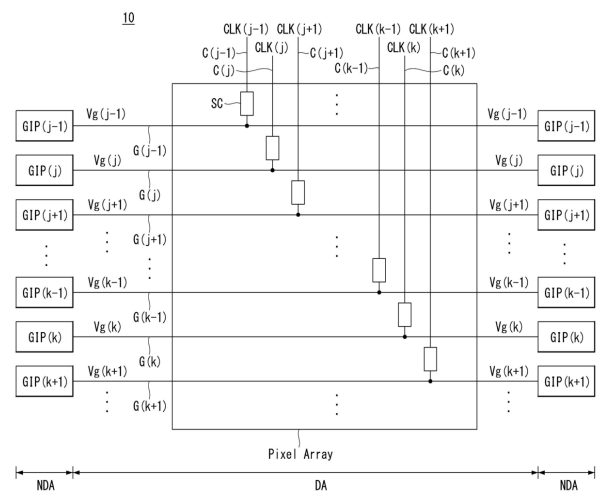 10
CLK(j-1) CLK(j+1) CLK(k-1) CLK(k+1)
C(j-1) CLK(j) C(j+1) CLK(k) C(k+1)
C(j) C(k-1) C(k)
SC
Vg(j-1) Vg(j-1)
GIP(j-1) GIP(j-1)
G(j-1)
Vg(j) Vg(j)
GIP(j) GIP(j)
G(j)
Vg(j+1) Vg(j+1)
GIP(j+1) GIP(j+1)
G(j+1)
Vg(k-1) Vg(k-1)
GIP(k-1) GIP(k-1)
G(k-1)
Vg(k) Vg(k)
GIP(k) GIP(k)
G(k)
Vg(k+1) Vg(k+1)
GIP(k+1) GIP(k+1)
G(k+1)
Pixel Array
NDA DA NDA